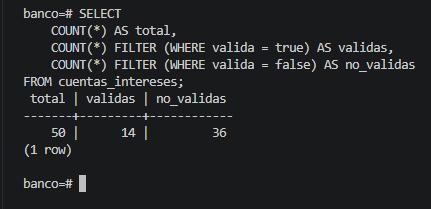 banco=# SELECT
    COUNT(*) AS total,
    COUNT(*) FILTER (WHERE valida = true) AS validas,
    COUNT(*) FILTER (WHERE valida = false) AS no_validas
FROM cuentas_intereses;
 total | validas | no_validas
-------+---------+------------
    50 |      14 |         36
(1 row)

banco=#